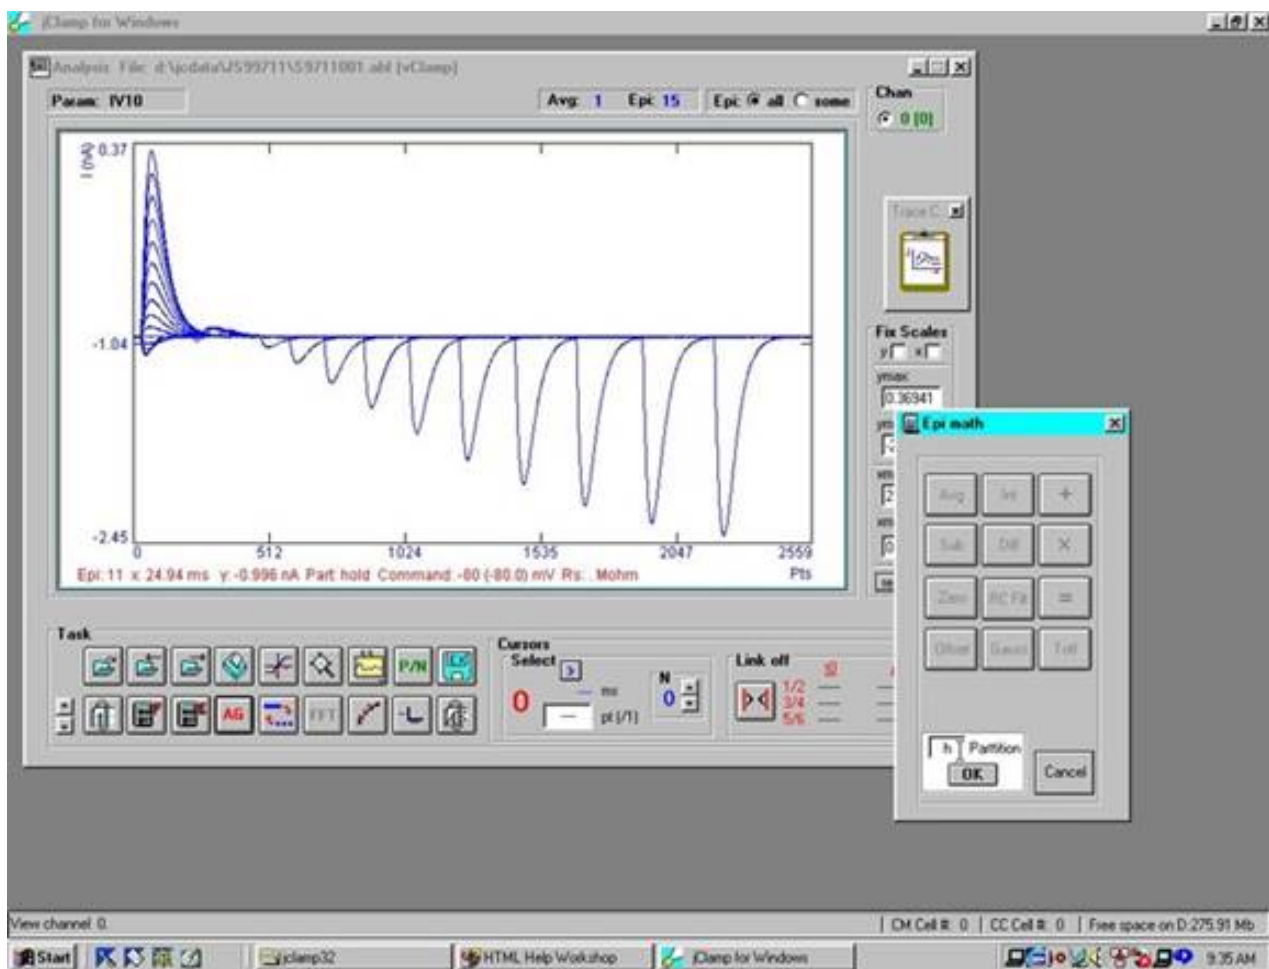 jClamp for Windows
Analysis File: d:\jcdata\JS99711\S9711001.abf (vClamp)
Param: IV10
Avg: 1 Epi: 15
Epi: all some
Chan
0 [0]
I (nA)
0.37
-1.04
-2.45
0 512 1024 1535 2047 2559
Pts
Epi: 11 x: 24.94 ms y: -0.996 nA Part: hold Command: -80 (-80.0) mV Rs: . Mohm
Trace C
Fix Scales
y x
ymax
0.36941
Epi math
Avg Int +
Sub Diff ×
Zero RC Fit =
Offset Gauss
h Partition
OK
Cancel
Task
P/N
AG
FFT
Cursors
Select >
0
ms
pt (/1)
N
0
Link off
1/2
3/4
5/6
View channel 0.
CM Cell #: 0 CC Cell #: 0 Free space on D:275.91 Mb
Start
jclamp32
HTML Help Workshop
jClamp for Windows
9:35 AM